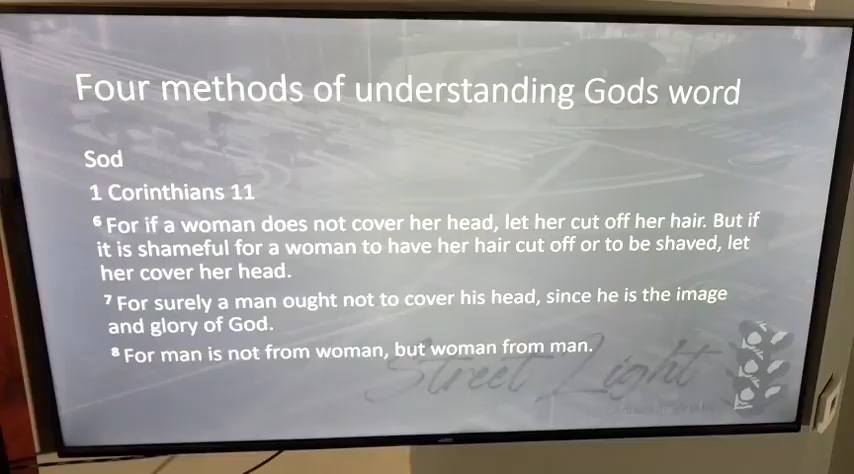 Four methods of understanding Gods word
Sod
1 Corinthians 11
⁶ For if a woman does not cover her head, let her cut off her hair. But if
it is shameful for a woman to have her hair cut off or to be shaved, let
her cover her head.
⁷ For surely a man ought not to cover his head, since he is the image
and glory of God.
⁸ For man is not from woman, but woman from man.
Street Light